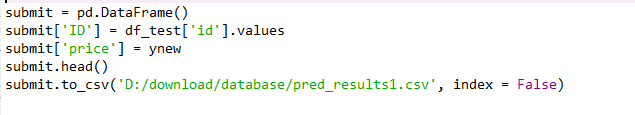 submit = pd.DataFrame()
submit['ID'] = df_test['id'].values
submit['price'] = ynew
submit.head()
submit.to_csv('D:/download/database/pred_results1.csv', index = False)